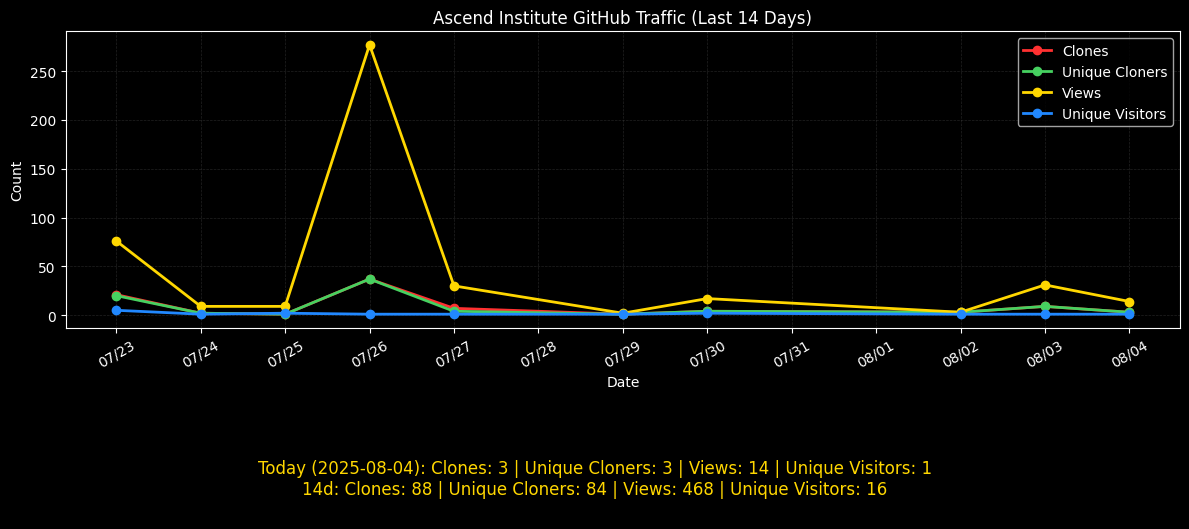 Ascend Institute GitHub Traffic (Last 14 Days)
Clones
Unique Cloners
Views
Unique Visitors
Count
250
200
150
100
50
0
07/23
07/24
07/25
07/26
07/27
07/28
07/29
07/30
07/31
08/01
08/02
08/03
08/04
Date
Today (2025-08-04): Clones: 3 | Unique Cloners: 3 | Views: 14 | Unique Visitors: 1
14d: Clones: 88 | Unique Cloners: 84 | Views: 468 | Unique Visitors: 16